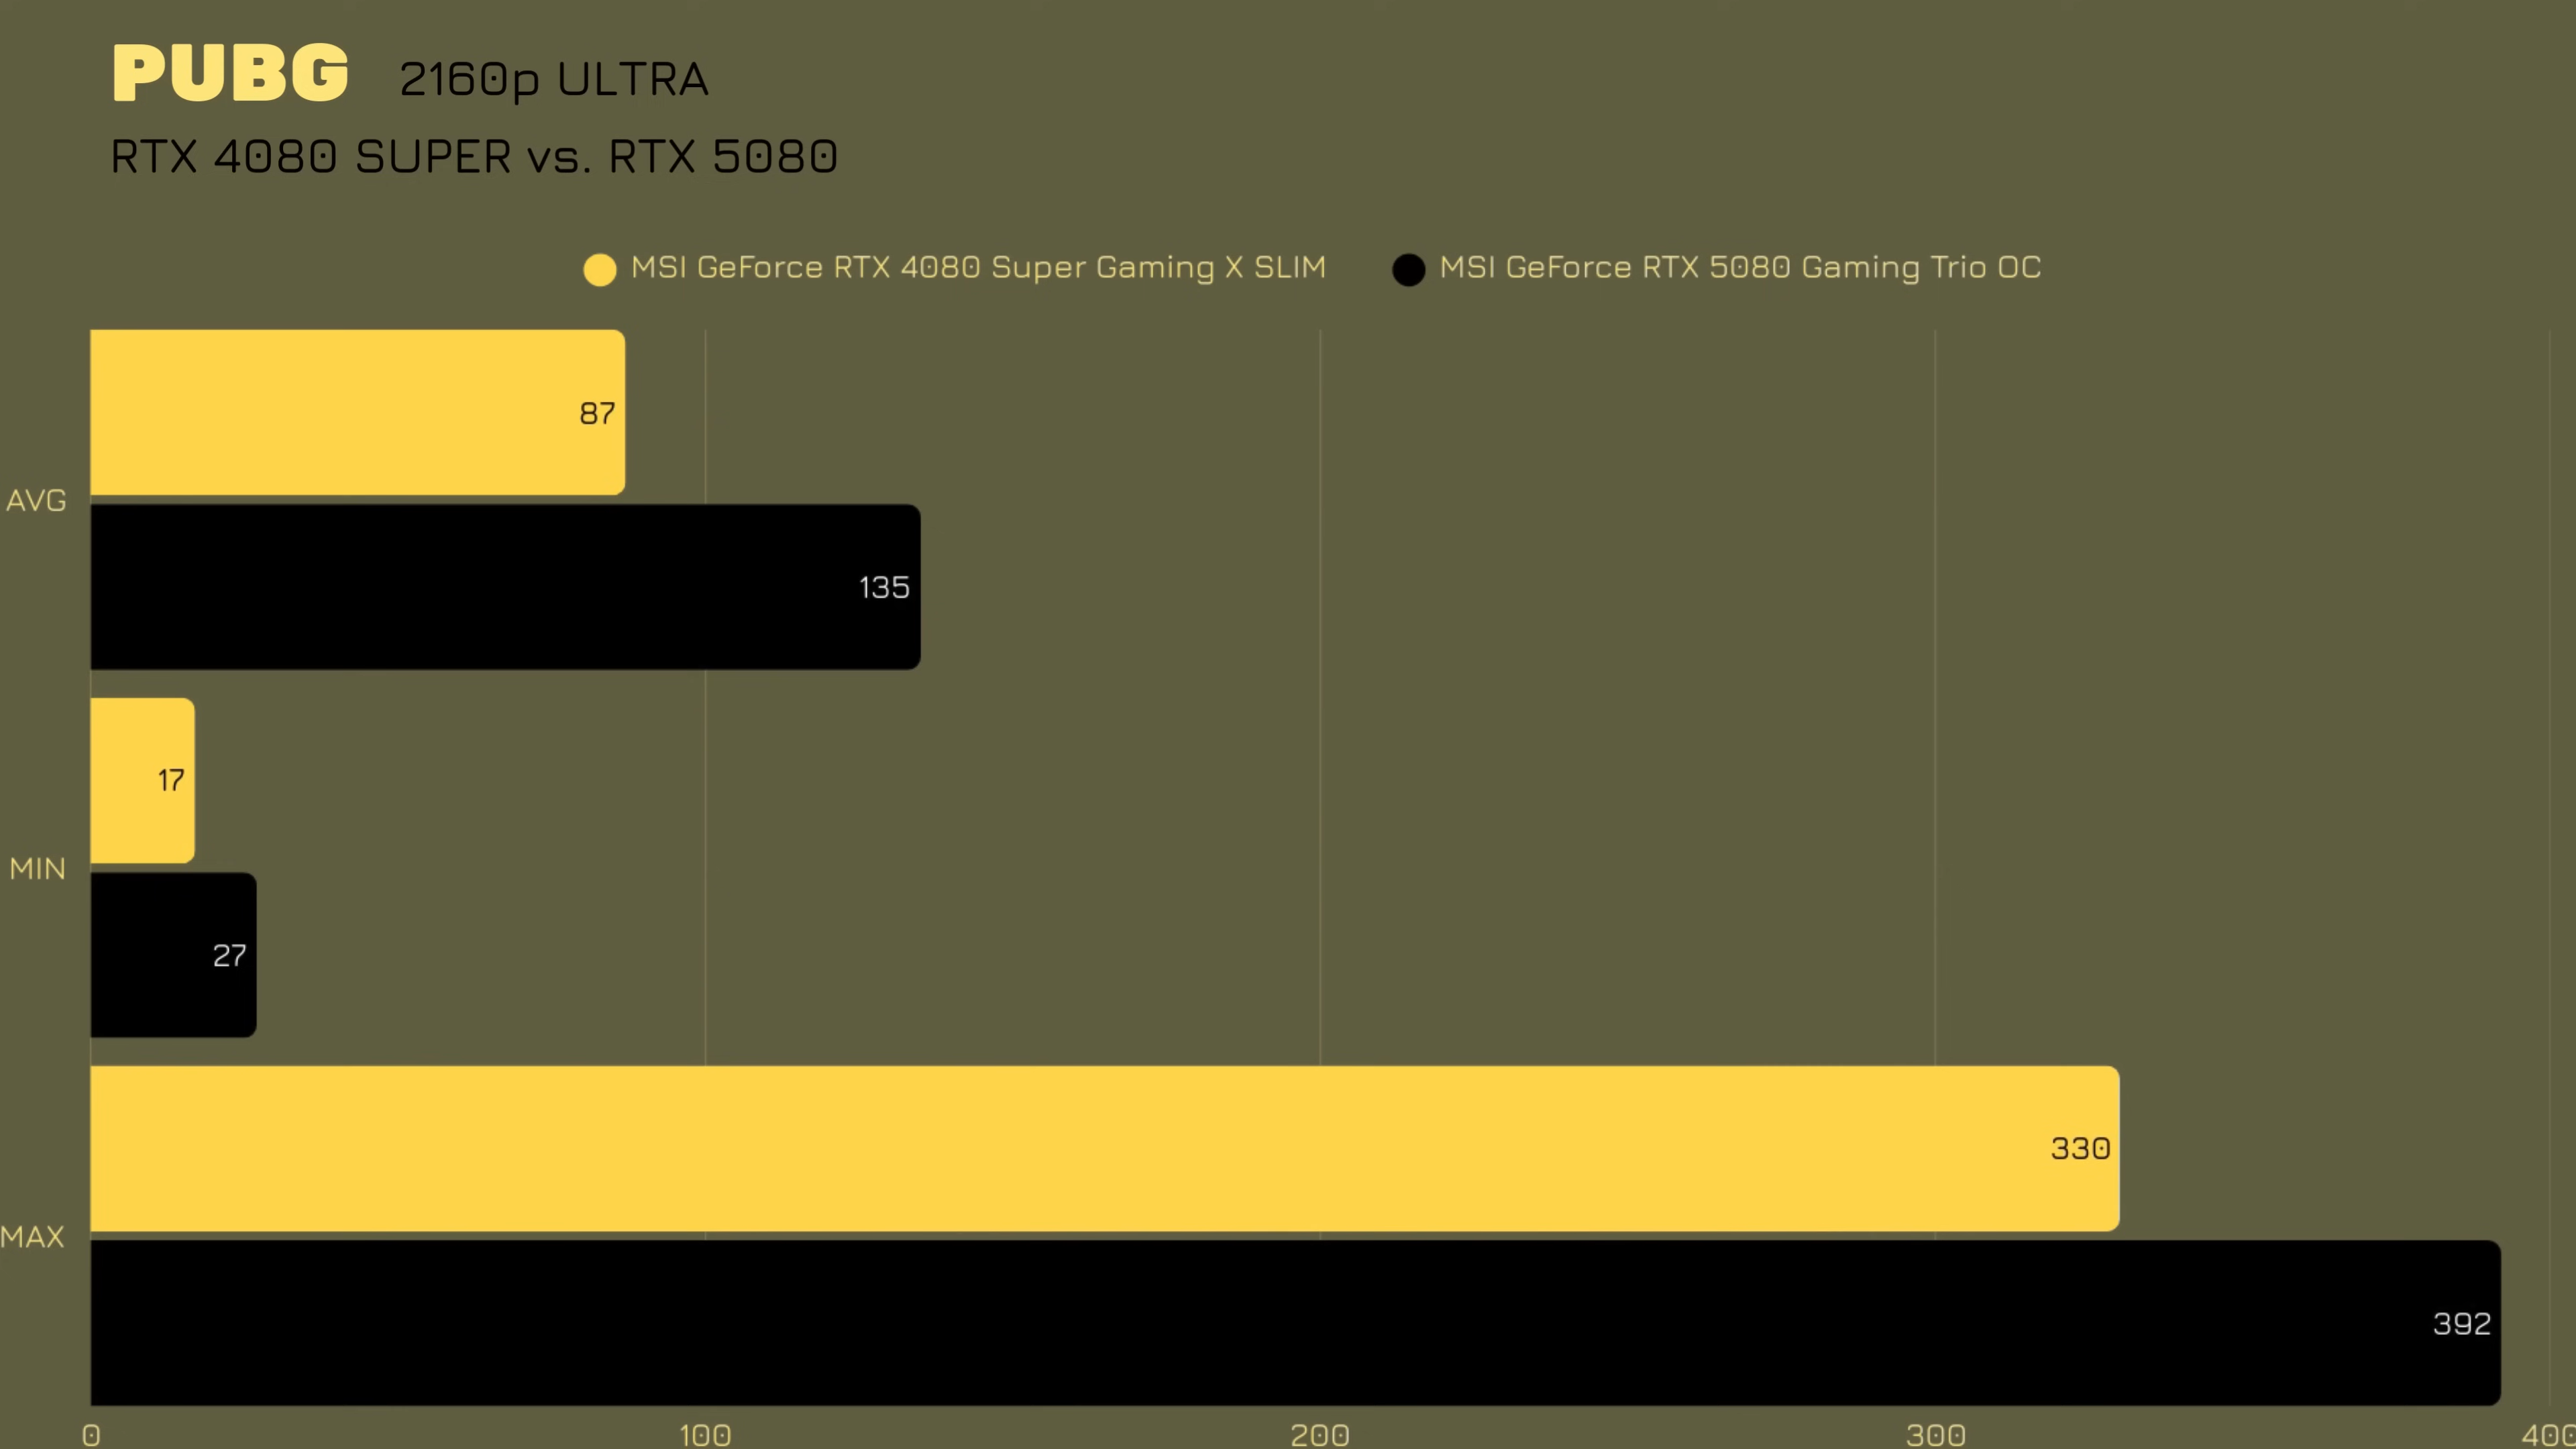 PUBG 2160p ULTRA
RTX 4080 SUPER vs. RTX 5080
MSI GeForce RTX 4080 Super Gaming X SLIM MSI GeForce RTX 5080 Gaming Trio OC
87
AVG
135
17
MIN
27
330
MAX
392
0 100 200 300 400